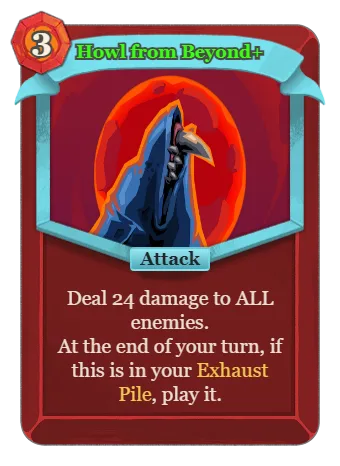 3
Howl from Beyond+
Attack
Deal 24 damage to ALL
enemies.
At the end of your turn, if
this is in your Exhaust
Pile, play it.